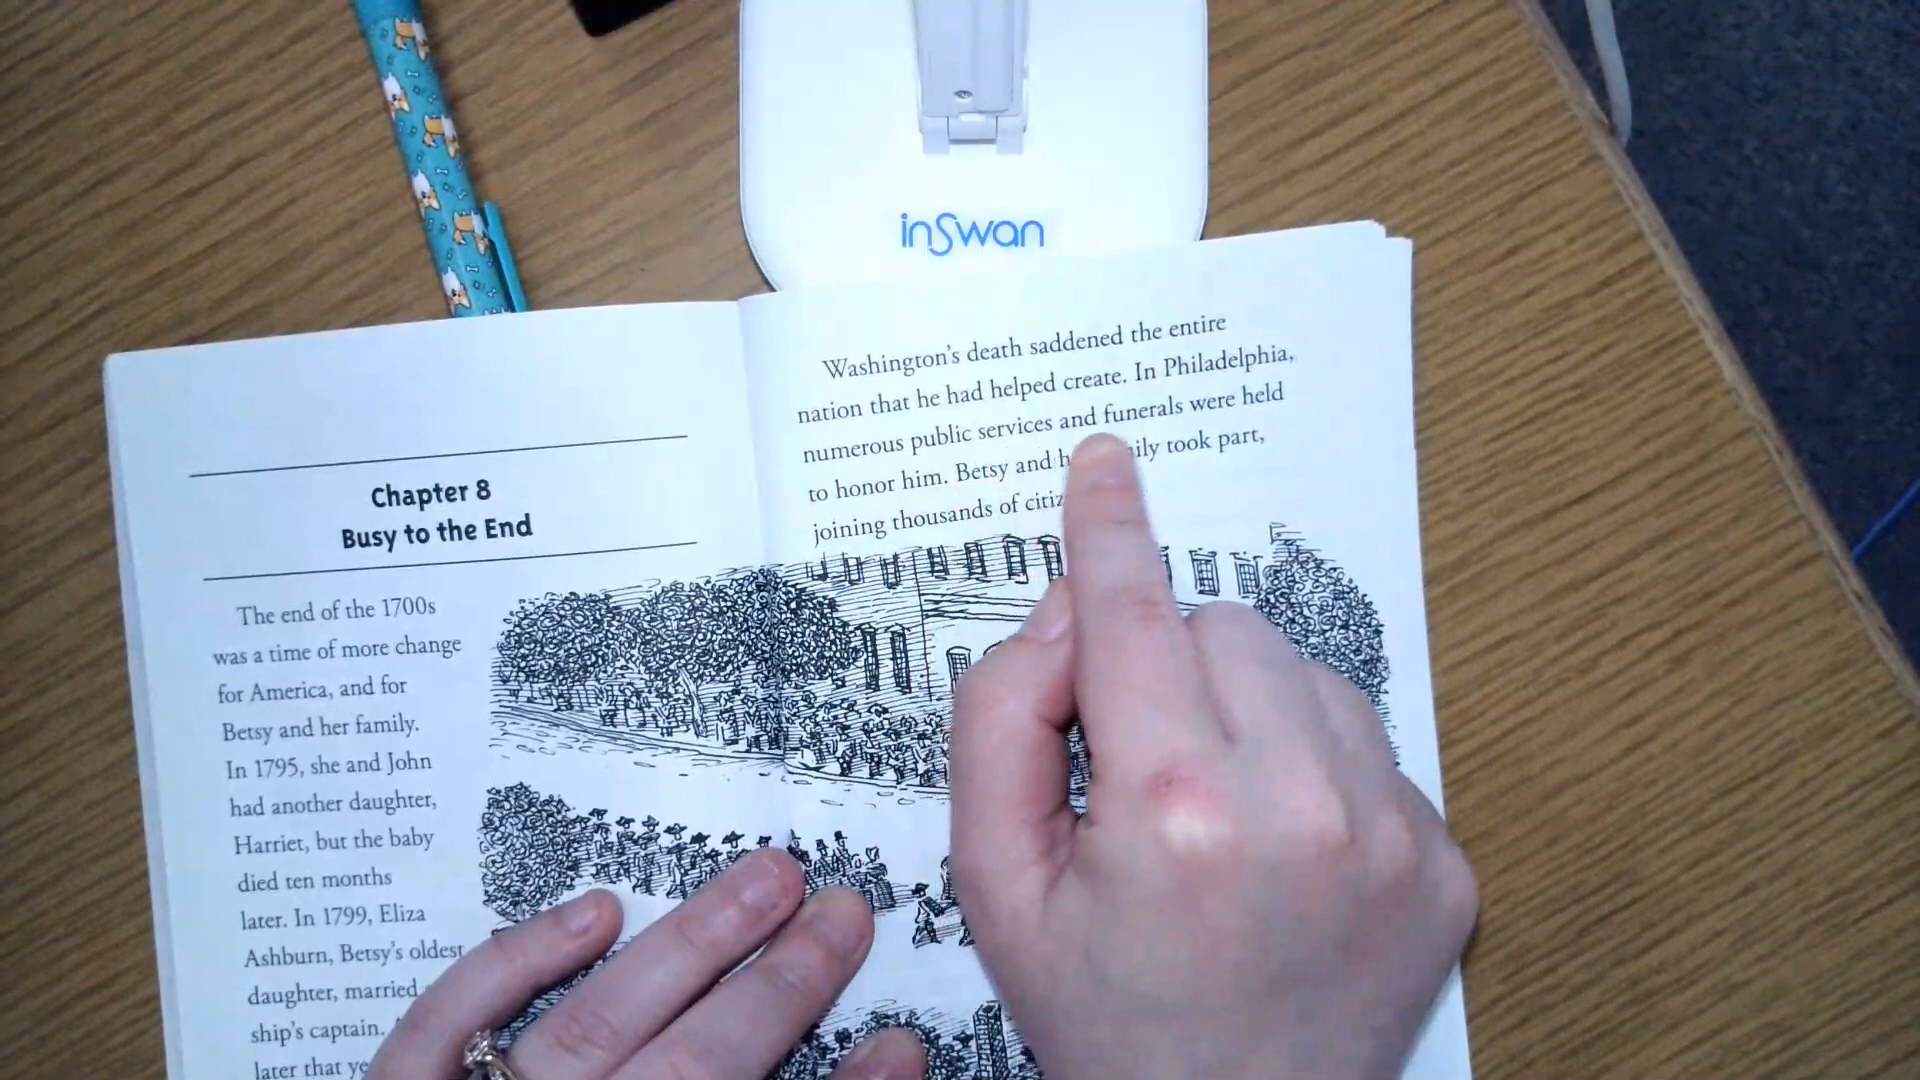 inSwan
Chapter 8
Busy to the End
The end of the 1700s
was a time of more change
for America, and for
Betsy and her family.
In 1795, she and John
had another daughter,
Harriet, but the baby
died ten months
later. In 1799, Eliza
Ashburn, Betsy's oldest
daughter, married
ship's captain.
later that
Washington's death saddened the entire
nation that he had helped create. In Philadelphia,
numerous public services and funerals were held
to honor him. Betsy and took part,
joining thousands of